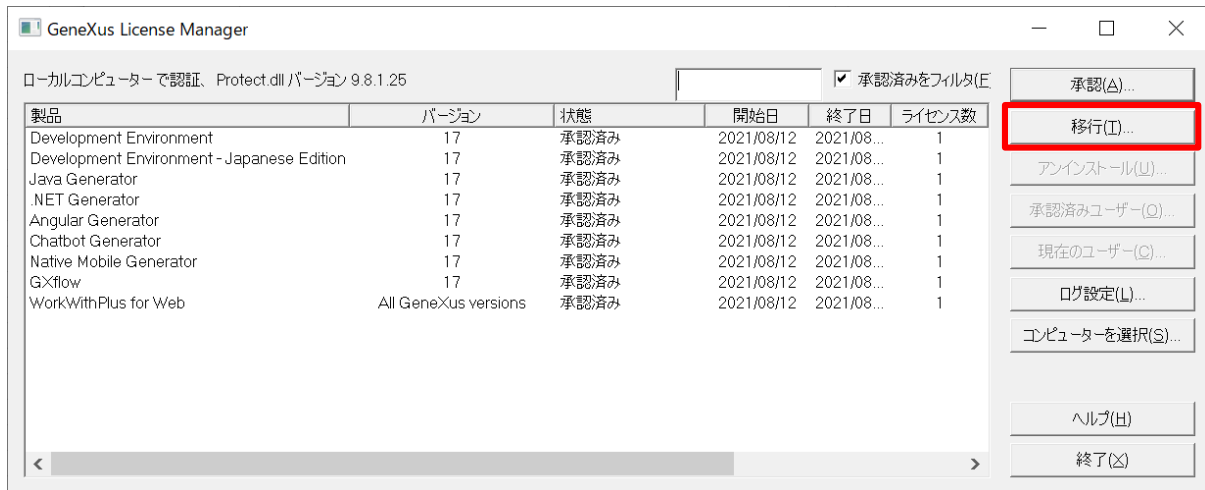 GeneXus License Manager
ローカルコンピューター で認証、Protect.dll バージョン 9.8.1.25 承認済みをフィルタ(E 承認(A)...
製品 バージョン 状態 開始日 終了日 ライセンス数
Development Environment 17 承認済み 2021/08/12 2021/08... 1
Development Environment - Japanese Edition 17 承認済み 2021/08/12 2021/08... 1
Java Generator 17 承認済み 2021/08/12 2021/08... 1
.NET Generator 17 承認済み 2021/08/12 2021/08... 1
Angular Generator 17 承認済み 2021/08/12 2021/08... 1
Chatbot Generator 17 承認済み 2021/08/12 2021/08... 1
Native Mobile Generator 17 承認済み 2021/08/12 2021/08... 1
GXflow 17 承認済み 2021/08/12 2021/08... 1
WorkWithPlus for Web All GeneXus versions 承認済み 2021/08/12 2021/08... 1
移行(T)...
アンインストール(U)...
承認済みユーザー(O)...
現在のユーザー(C)...
ログ設定(L)...
コンピューターを選択(S)...
ヘルプ(H)
終了(X)